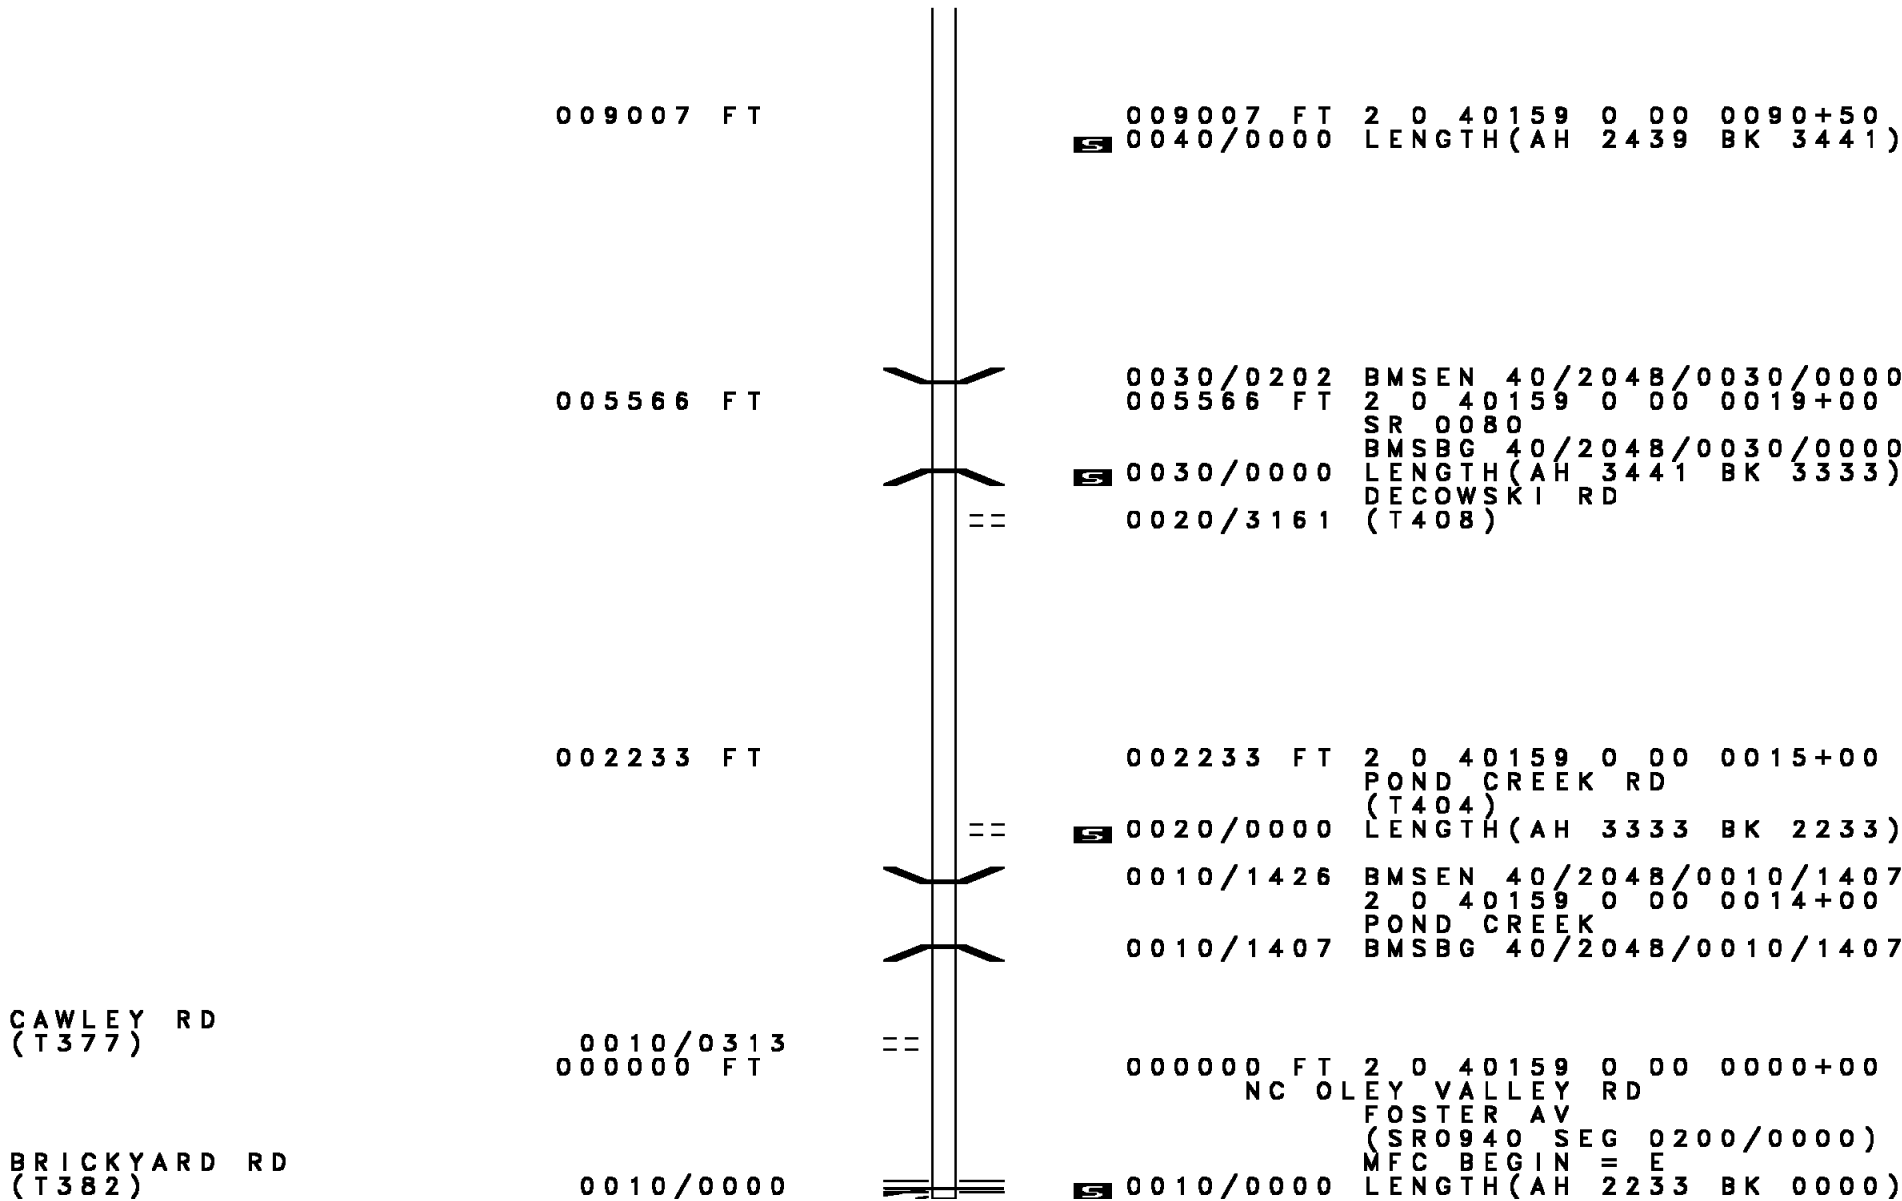 009007 FT 009007 FT 2 0 40159 0 00 0090+50
S 0040/0000 LENGTH(AH 2439 BK 3441)
0030/0202 BMSEN 40/2048/0030/0000
005566 FT 005566 FT 2 0 40159 0 00 0019+00
SR 0080
BMSBG 40/2048/0030/0000
S 0030/0000 LENGTH(AH 3441 BK 3333)
DECOWSKI RD
== 0020/3161 (T408)
002233 FT 002233 FT 2 0 40159 0 00 0015+00
POND CREEK RD
(T404)
== S 0020/0000 LENGTH(AH 3333 BK 2233)
0010/1426 BMSEN 40/2048/0010/1407
2 0 40159 0 00 0014+00
POND CREEK
0010/1407 BMSBG 40/2048/0010/1407
CAWLEY RD
(T377) 0010/0313 ==
000000 FT 000000 FT 2 0 40159 0 00 0000+00
NC OLEY VALLEY RD
FOSTER AV
(SR0940 SEG 0200/0000)
BRICKYARD RD MFC BEGIN = E
(T382) 0010/0000 S 0010/0000 LENGTH(AH 2233 BK 0000)